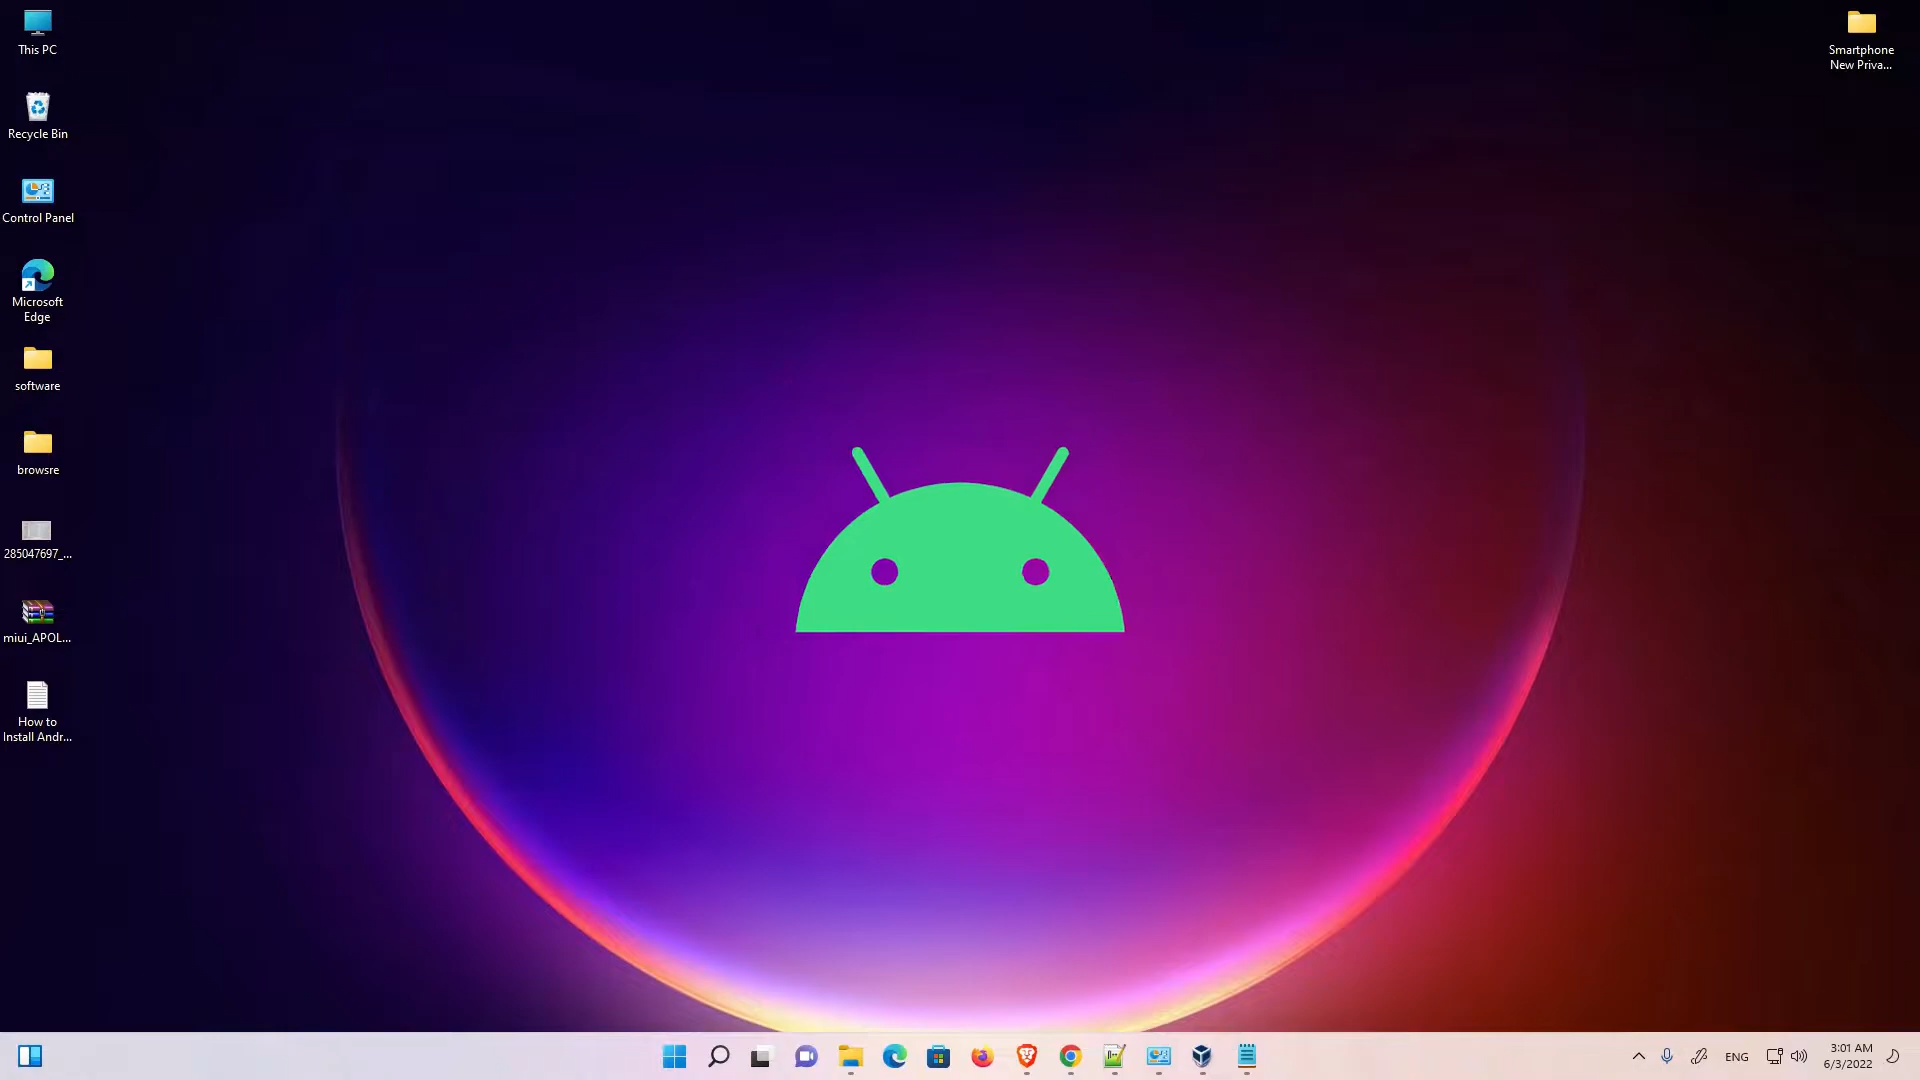 This PC
Recycle Bin
Control Panel
Microsoft
Edge
software
browsre
285047697_...
miui_APOL...
How to
Install Andr...
Smartphone
New Priva...
ENG
3:01 AM
6/3/2022